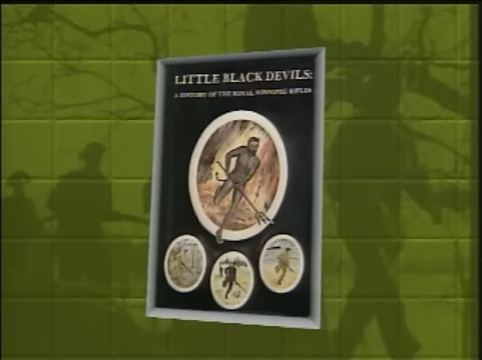 LITTLE BLACK DEVILS:
A HISTORY OF THE ROYAL WINNIPEG RIFLES